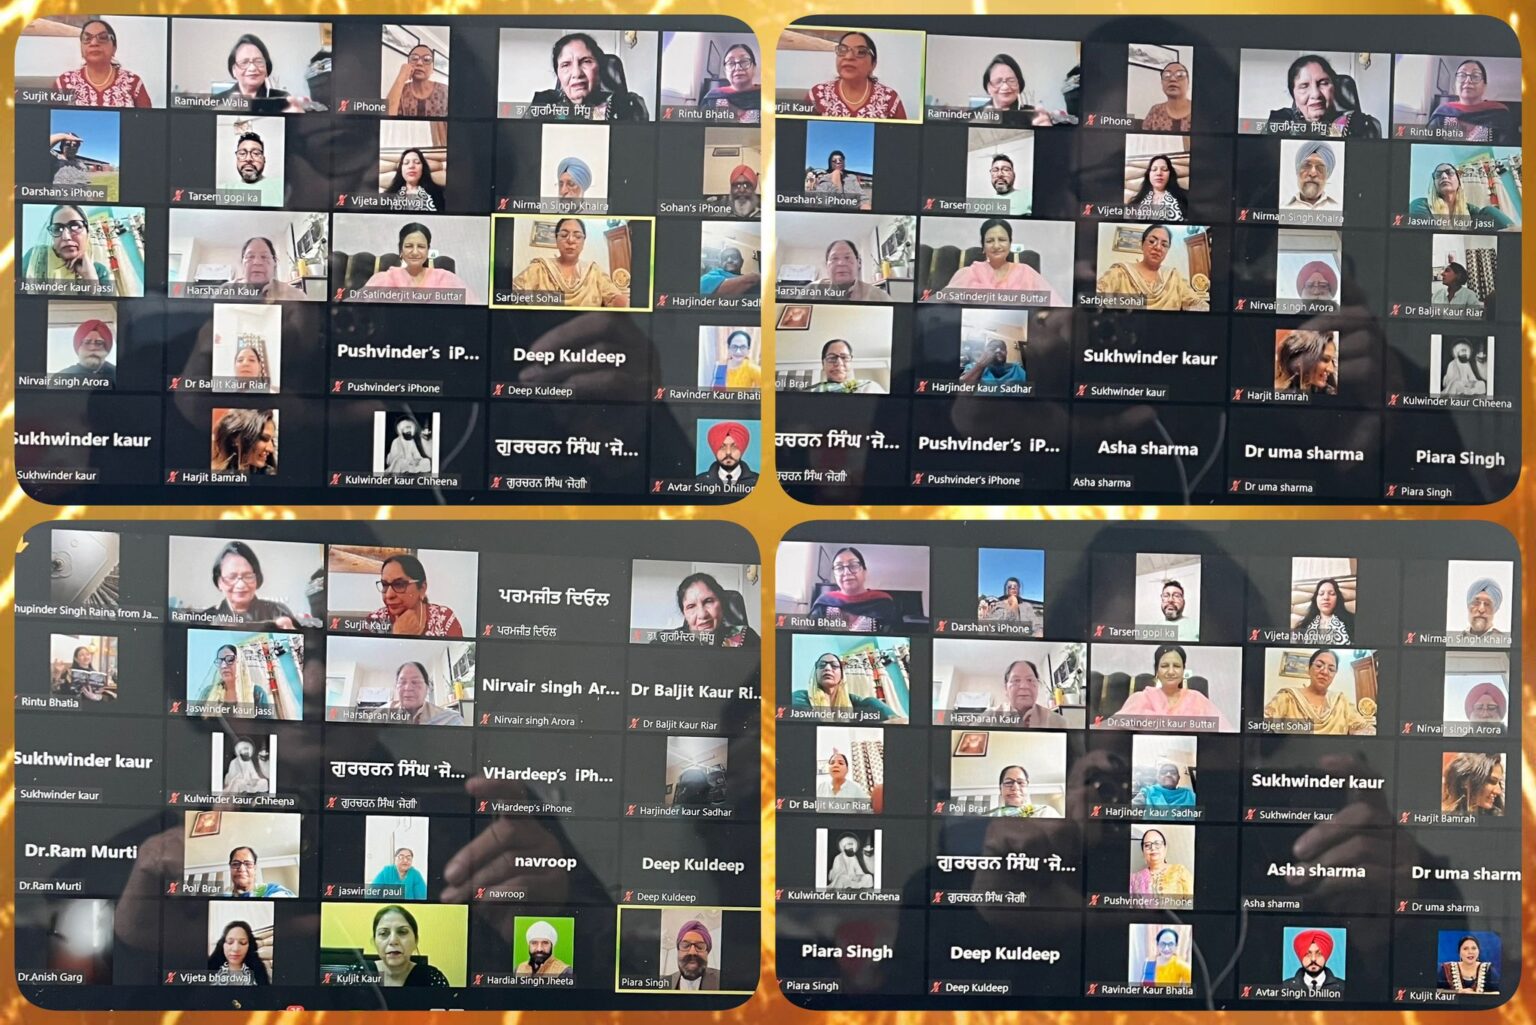 Surjit Kaur
Raminder Walia
iPhone
ਡਾ ਗੁਰਮਿੰਦਰ ਸਿੱਧੂ
Rintu Bhatia
Darshan's iPhone
Tarsem gopi ka
Vijeta bhardwaj
Nirman Singh Khalra
Sohan's iPhone
Jaswinder kaur jassi
Harsharan Kaur
Dr.Satinderjit kaur Buttar
Sarbjeet Sohal
Harjinder kaur Sadh
Nirvair singh Arora
Dr Baljit Kaur Riar
Pushvinder's iP...
Pushvinder's iPhone
Deep Kuldeep
Deep Kuldeep
Ravinder Kaur Bhati
Sukhwinder kaur
Sukhwinder kaur
Harjit Bamrah
Kulwinder kaur Chheena
ਗੁਰਚਰਨ ਸਿੰਘ 'ਜੋ...
ਗੁਰਚਰਨ ਸਿੰਘ 'ਜੋਗੀ'
Avtar Singh Dhillon
urjit Kaur
Raminder Walia
iPhone
ਡਾ ਗੁਰਮਿੰਦਰ ਸਿੱਧੂ
Rintu Bhatia
Darshan's iPhone
Tarsem gopi ka
Vijeta bhardwaj
Nirman Singh Khalra
Jaswinder kaur jassi
Harsharan Kaur
Dr.Satinderjit kaur Buttar
Sarbjeet Sohal
Nirvair singh Arora
Dr Baljit Kaur Riar
oli Brar
Harjinder kaur Sadhar
Sukhwinder kaur
Sukhwinder kaur
Harjit Bamrah
Kulwinder kaur Chheena
ਰਚਰਨ ਸਿੰਘ 'ਜੋ...
ਰਚਰਨ ਸਿੰਘ 'ਜੋਗੀ'
Pushvinder's iP...
Pushvinder's iPhone
Asha sharma
Asha sharma
Dr uma sharma
Dr uma sharma
Piara Singh
Piara Singh
hupinder Singh Raina from Ja...
Raminder Walia
Surjit Kaur
ਪਰਮਜੀਤ ਦਿਓਲ
ਪਰਮਜੀਤ ਦਿਓਲ
ਡਾ ਗੁਰਮਿੰਦਰ ਸਿੱਧੂ
Rintu Bhatia
Jaswinder kaur jassi
Harsharan Kaur
Nirvair singh Ar...
Nirvair singh Arora
Dr Baljit Kaur Ri...
Dr Baljit Kaur Riar
Sukhwinder kaur
Sukhwinder kaur
Kulwinder kaur Chheena
ਗੁਰਚਰਨ ਸਿੰਘ 'ਜੋ...
ਗੁਰਚਰਨ ਸਿੰਘ 'ਜੋਗੀ'
VHardeep's iPh...
VHardeep's iPhone
Harjinder kaur Sadhar
Dr.Ram Murti
Dr.Ram Murti
Poli Brar
jaswinder paul
navroop
navroop
Deep Kuldeep
Deep Kuldeep
Dr.Anish Garg
Vijeta bhardwaj
Kuljit Kaur
Hardial Singh Jheeta
Piara Singh
Rintu Bhatia
Darshan's iPhone
Tarsem gopi ka
Vijeta bhardwaj
Nirman Singh Khalra
Jaswinder kaur jassi
Harsharan Kaur
Dr.Satinderjit kaur Buttar
Sarbjeet Sohal
Nirvair singh Arora
Dr Baljit Kaur Riar
Poli Brar
Harjinder kaur Sadhar
Sukhwinder kaur
Sukhwinder kaur
Harjit Bamrah
Kulwinder kaur Chheena
ਗੁਰਚਰਨ ਸਿੰਘ 'ਜੋ...
ਗੁਰਚਰਨ ਸਿੰਘ 'ਜੋਗੀ'
Pushvinder's iPhone
Asha sharma
Asha sharma
Dr uma sharm
Dr uma sharma
Piara Singh
Piara Singh
Deep Kuldeep
Deep Kuldeep
Ravinder Kaur Bhatia
Avtar Singh Dhillon
Kuljit Kaur